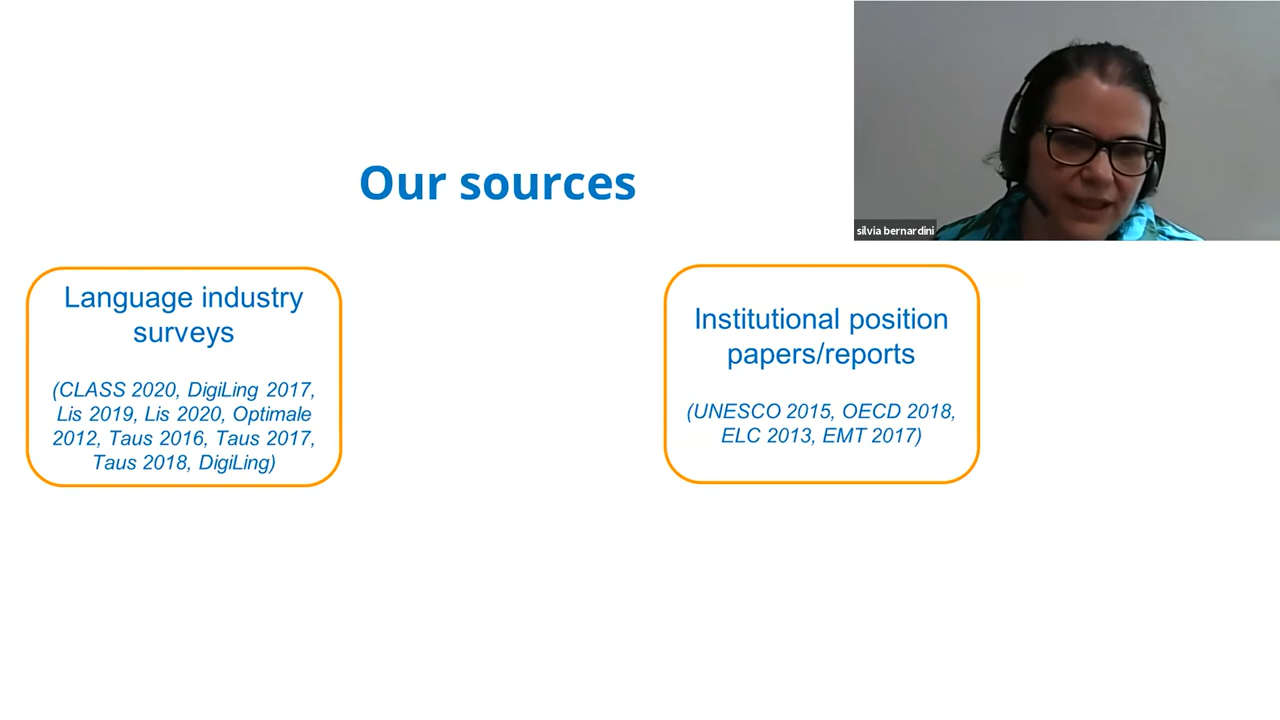 Our sources
silvia bernardini
Language industry
surveys
(CLASS 2020, DigiLing 2017,
Lis 2019, Lis 2020, Optimale
2012, Taus 2016, Taus 2017,
Taus 2018, DigiLing)
Institutional position
papers/reports
(UNESCO 2015, OECD 2018,
ELC 2013, EMT 2017)